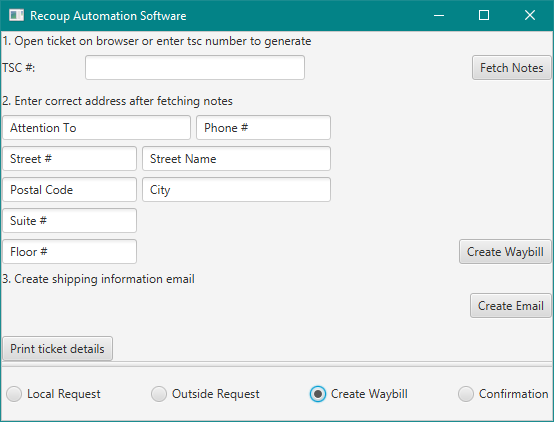 Recoup Automation Software
1. Open ticket on browser or enter tsc number to generate
TSC #: Fetch Notes
2. Enter correct address after fetching notes
Attention To Phone #
Street # Street Name
Postal Code City
Suite #
Floor # Create Waybill
3. Create shipping information email
Create Email
Print ticket details
Local Request Outside Request Create Waybill Confirmation